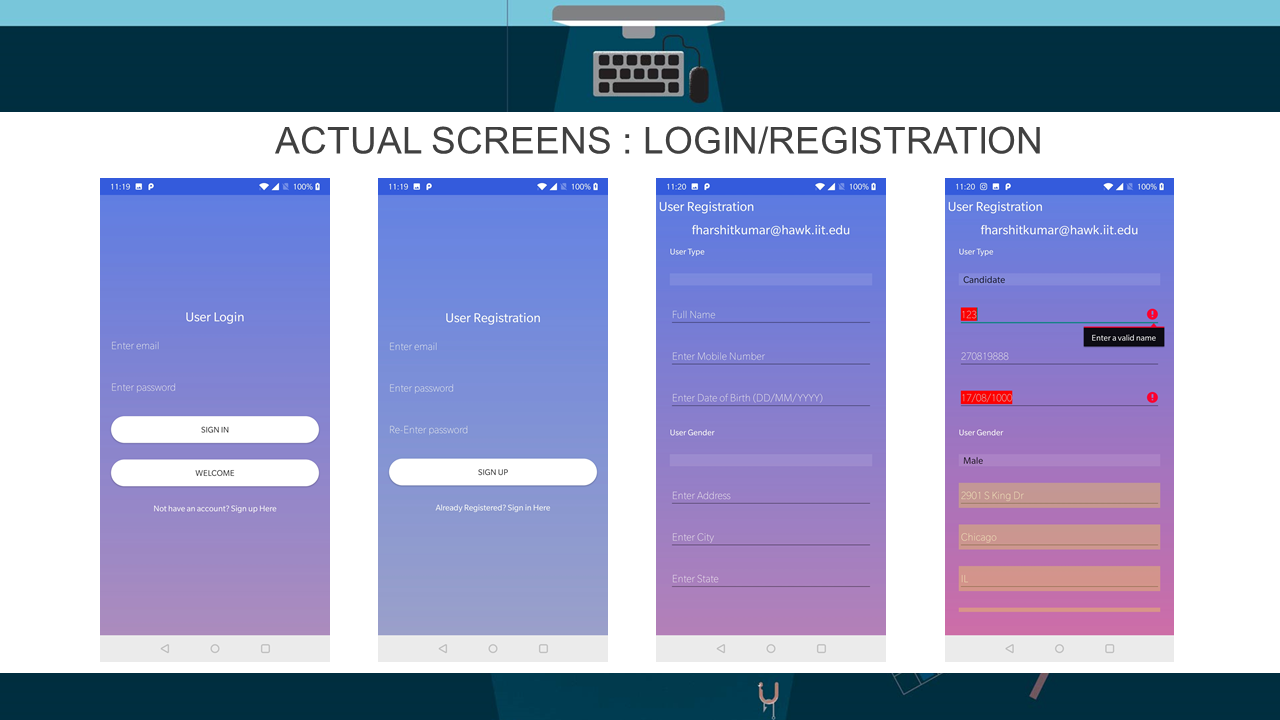 ACTUAL SCREENS : LOGIN/REGISTRATION
11:19 100%
User Login
Enter email
Enter password
SIGN IN
WELCOME
Not have an account? Sign up Here
11:19 100%
User Registration
Enter email
Enter password
Re-Enter password
SIGN UP
Already Registered? Sign in Here
11:20 100%
User Registration
fharshitkumar@hawk.iit.edu
User Type
Full Name
Enter Mobile Number
Enter Date of Birth (DD/MM/YYYY)
User Gender
Enter Address
Enter City
Enter State
11:20 100%
User Registration
fharshitkumar@hawk.iit.edu
User Type
Candidate
123
Enter a valid name
270819888
17/08/1000
User Gender
Male
2901 S King Dr
Chicago
IL